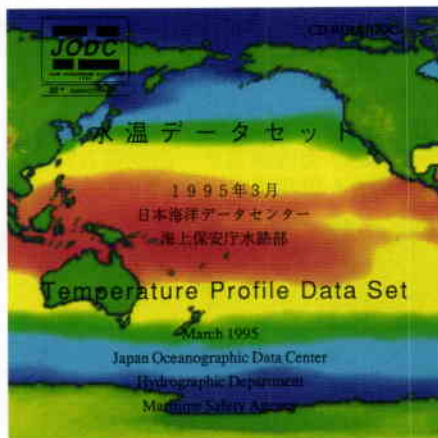 JODC
水温データセット
1995年3月
日本海洋データセンター
海上保安庁水路部
Temperature Profile Data Set
March 1995
Japan Oceanographic Data Center
Hydrographic Department
Maritime Safety Agency